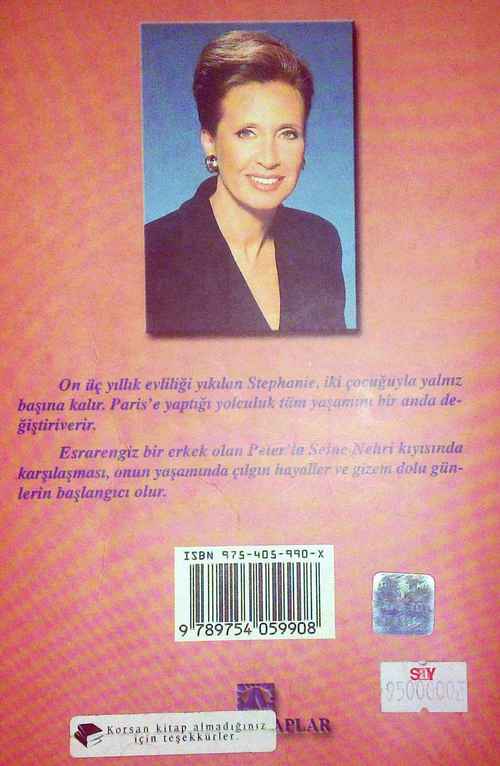 On üç yıllık evliliği yıkılan Stephanie, iki çocuğuyla yalnız
başına kalır. Paris'e yaptığı yolculuk tüm yaşamını bir anda de-
ğiştiriverir.
Esrarengiz bir erkek olan Peter'la Seine Nehri kıyısında
karşılaşması, onun yaşamında çılgın hayaller ve gizem dolu gün-
lerin başlangıcı olur.
ISBN 975-405-990-X
9 789754 059908
SAY
95000007
APLAR
Korsan kitap almadığınız
için teşekkürler.